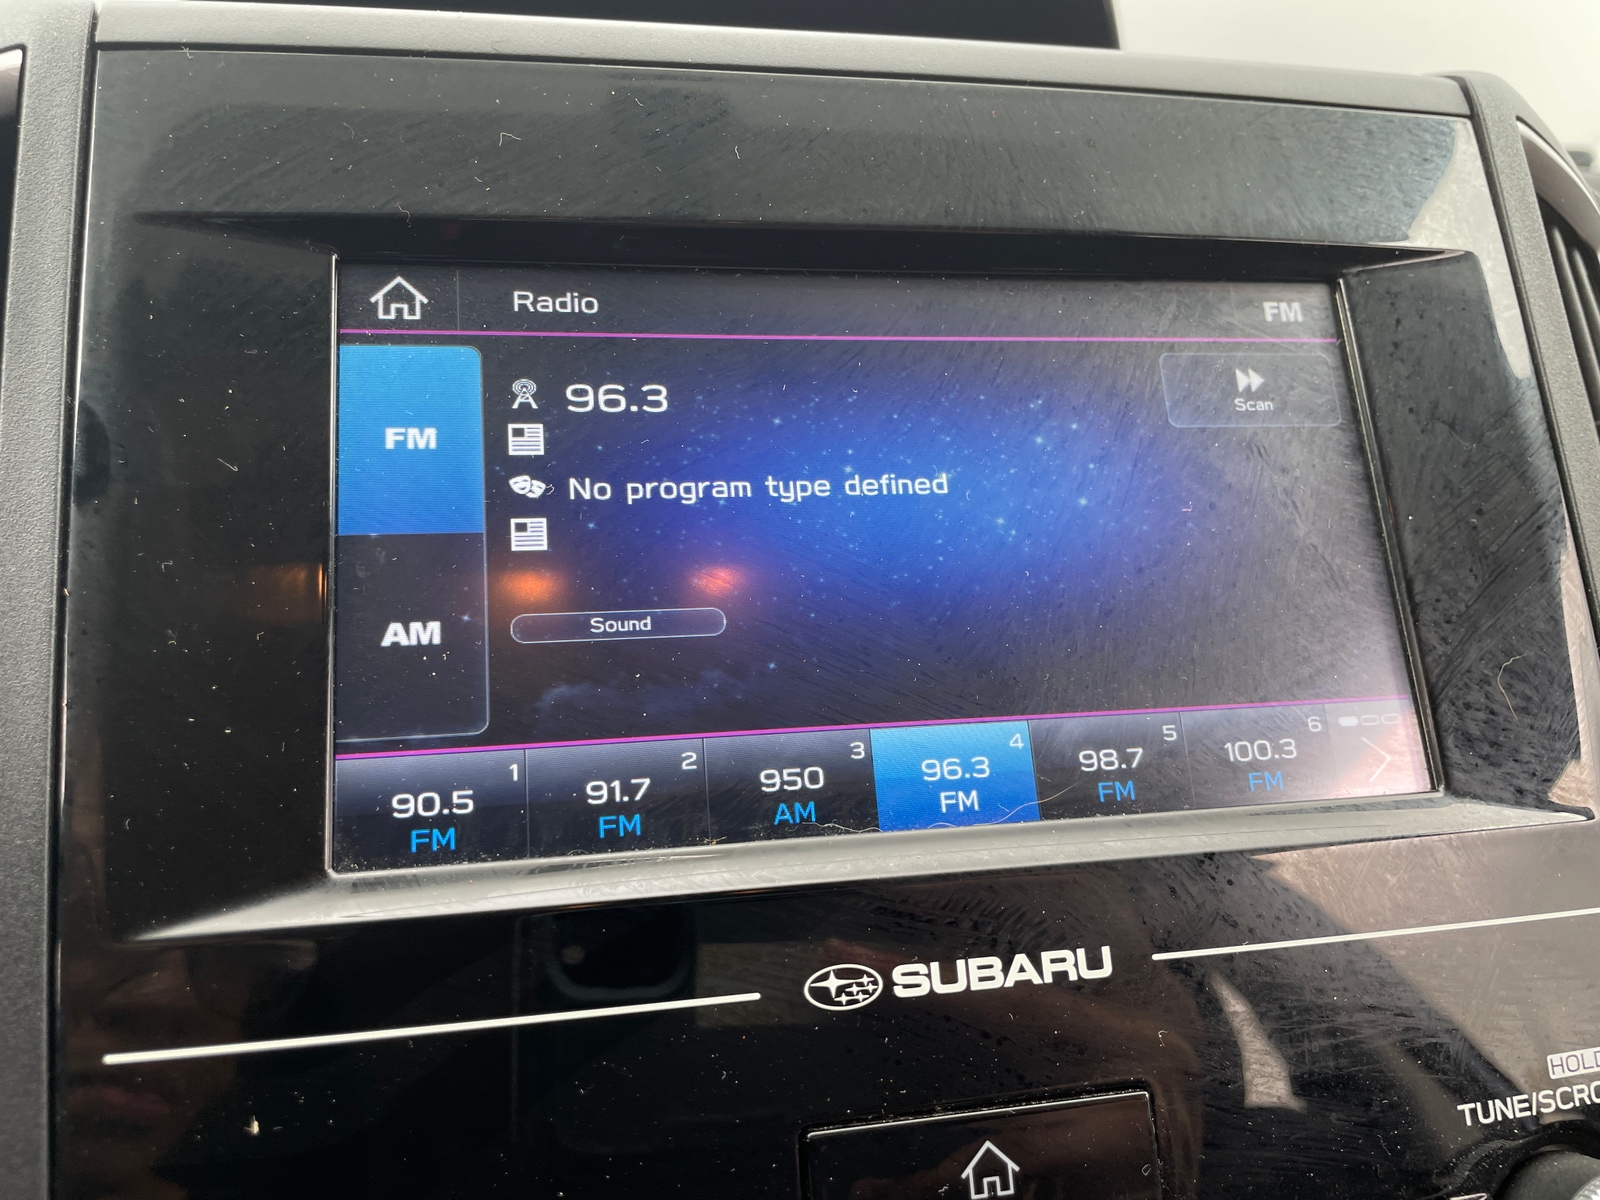 Radio
FM
96.3
Scan
FM
No program type defined
AM
Sound
1
90.5
FM
2
91.7
FM
3
950
AM
4
96.3
FM
5
98.7
FM
6
100.3
FM
SUBARU
HOLD
TUNE/SCRO